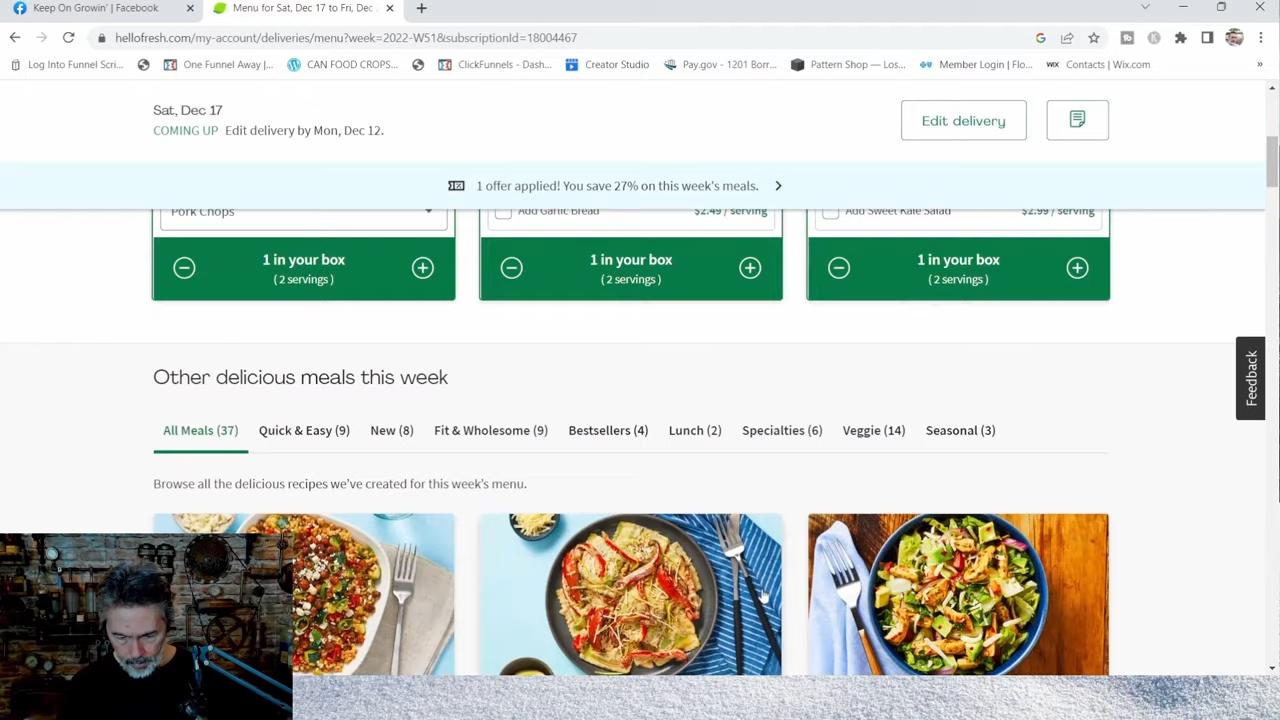 Keep On Growin' | Facebook
Menu for Sat, Dec 17 to Fri, Dec
hellofresh.com/my-account/deliveries/menu?week=2022-W51&subscriptionId=18004467
Log Into Funnel Scri...
One Funnel Away |...
CAN FOOD CROPS...
ClickFunnels - Dash...
Creator Studio
Pay.gov - 1201 Borr...
Pattern Shop — Los...
Member Login | Flo...
WIX Contacts | Wix.com
»
Sat, Dec 17
COMING UP Edit delivery by Mon, Dec 12.
Edit delivery
1 offer applied! You save 27% on this week's meals.
Pork Chops
Add Garlic Bread $2.49 / serving
Add Sweet Kale Salad $2.99 / serving
1 in your box
( 2 servings )
1 in your box
( 2 servings )
1 in your box
( 2 servings )
Feedback
Other delicious meals this week
All Meals (37) Quick & Easy (9) New (8) Fit & Wholesome (9) Bestsellers (4) Lunch (2) Specialties (6) Veggie (14) Seasonal (3)
Browse all the delicious recipes we've created for this week's menu.